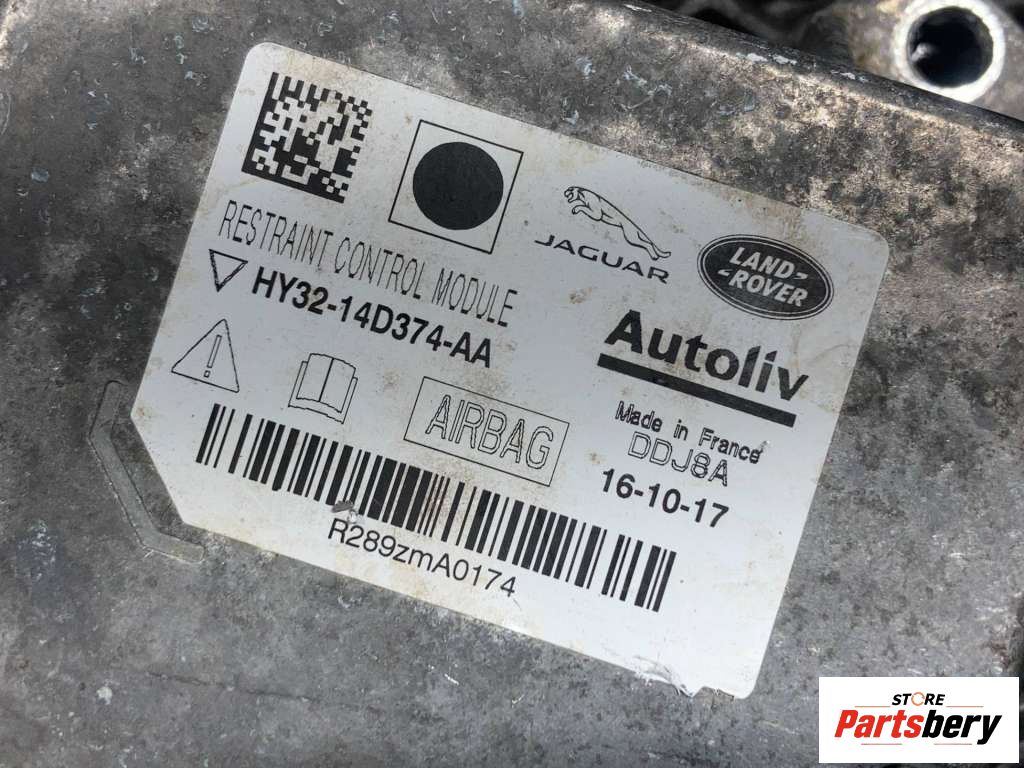 JAGUAR
LAND-
-ROVER
RESTRAINT CONTROL MODULE
HY32-14D374-AA
Autoliv
AIRBAG
Made in France
DDJ8A
16-10-17
R289zmA0174
STORE
Partsbery